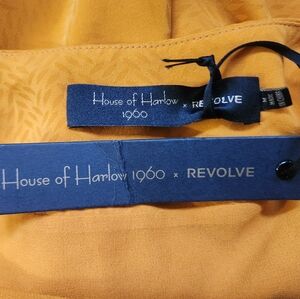 House of Harlow × REVOLVE
1960
M
House of Harlow 1960 × REVOLVE